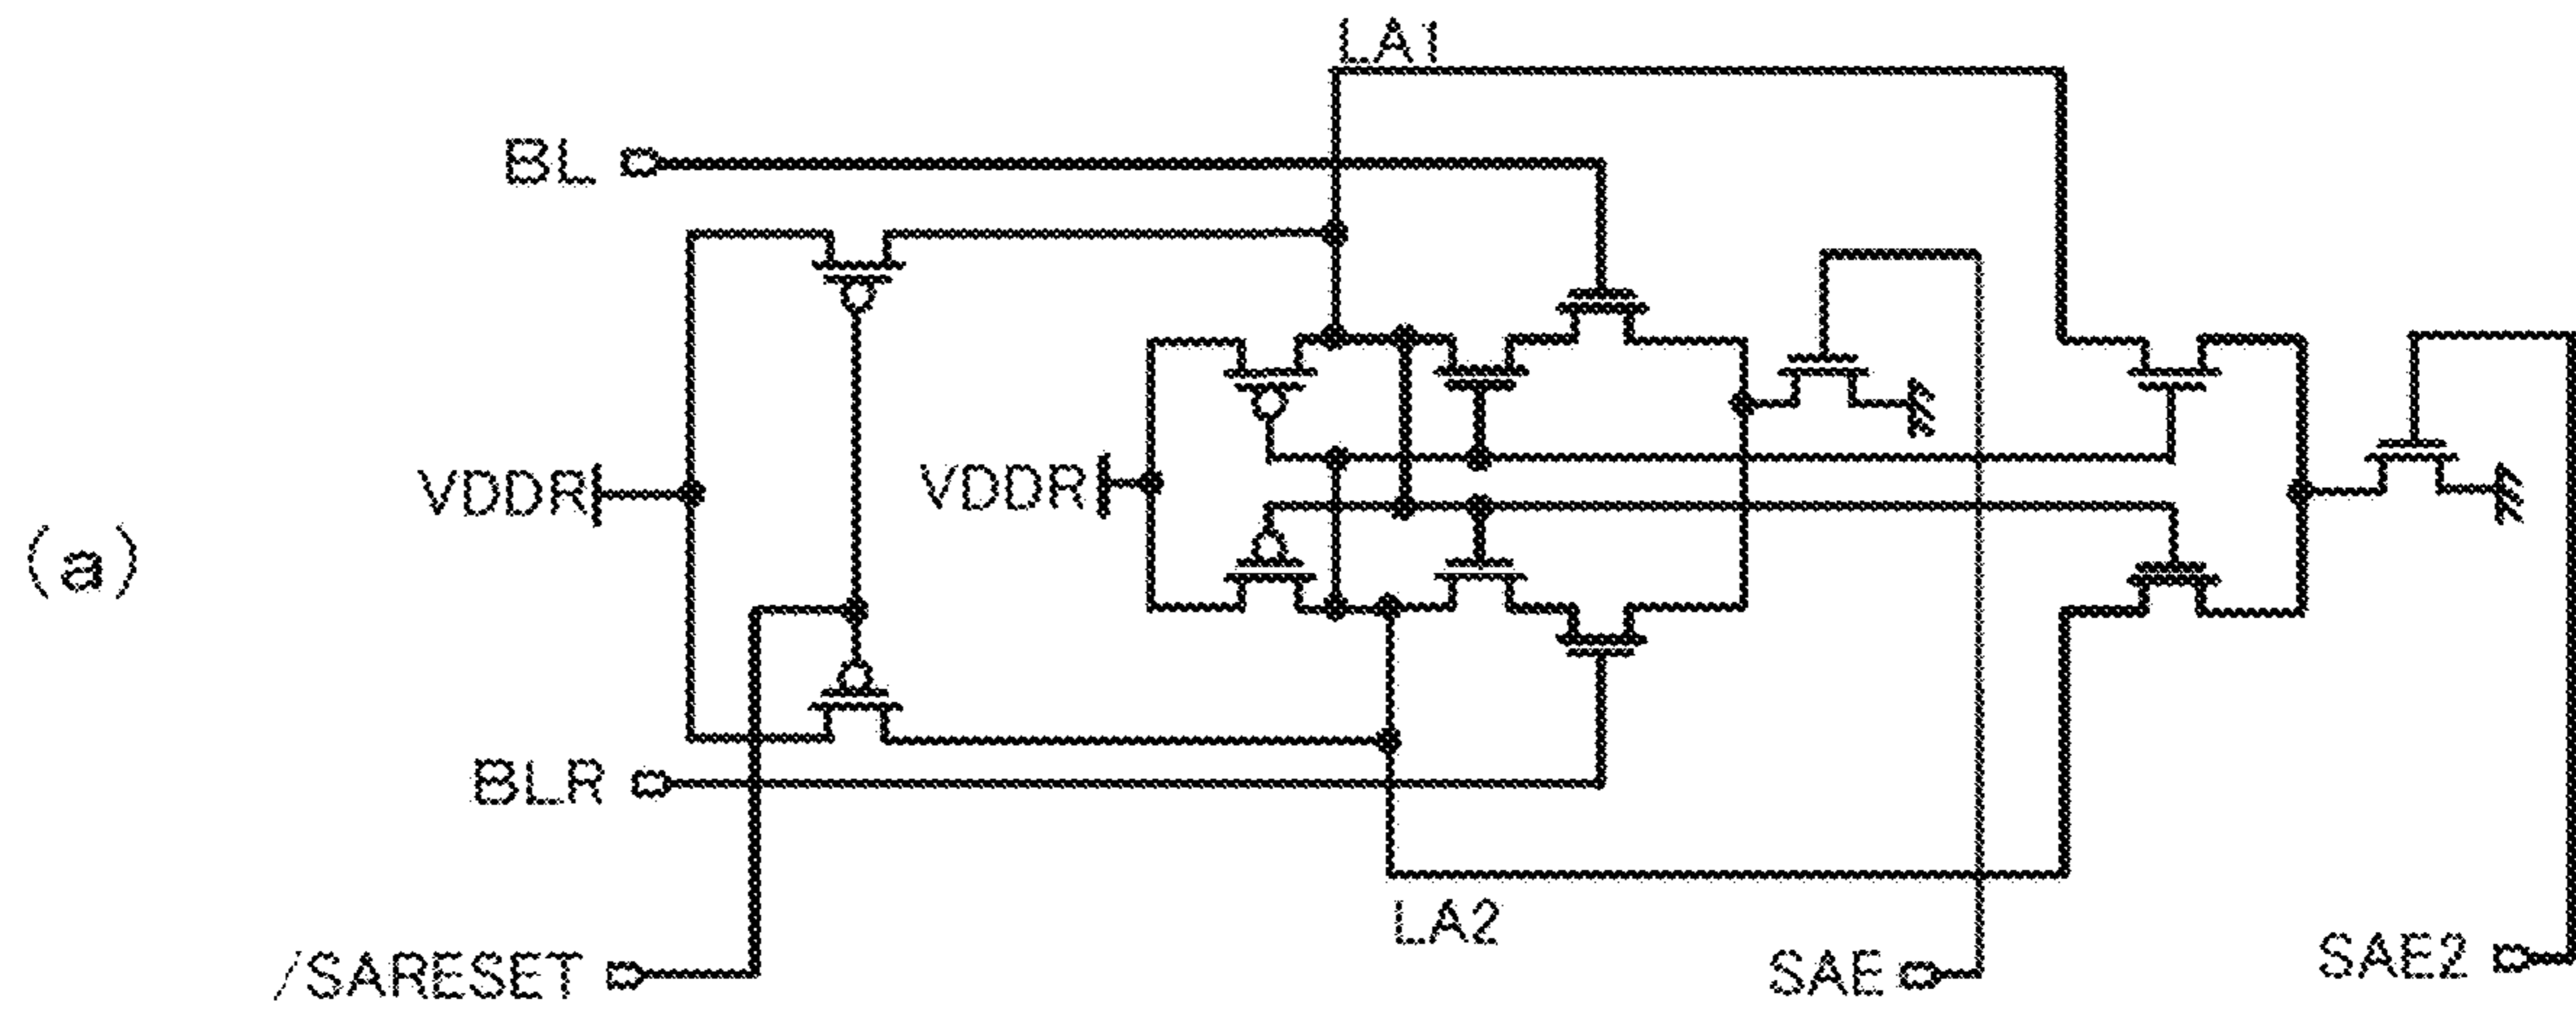 LA1
BL
VDDR
VDDR
(a)
BLR
LA2
/SARESET
SAE
SAE2